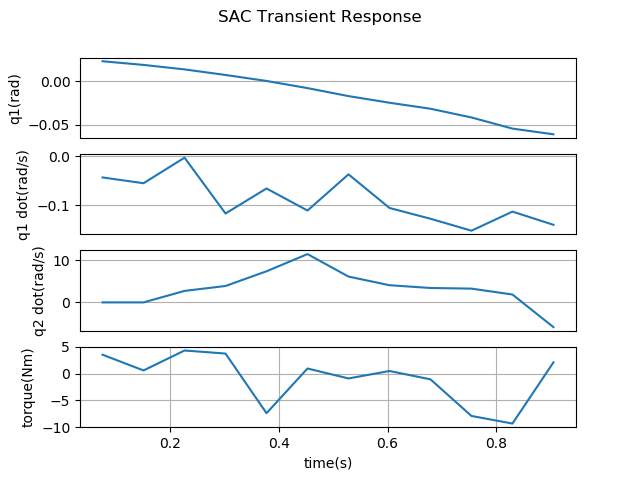 SAC Transient Response
q1(rad)
0.00
−0.05
q1 dot(rad/s)
0.0
−0.1
q2 dot(rad/s)
10
0
torque(Nm)
5
0
−5
−10
0.2 0.4 0.6 0.8
time(s)